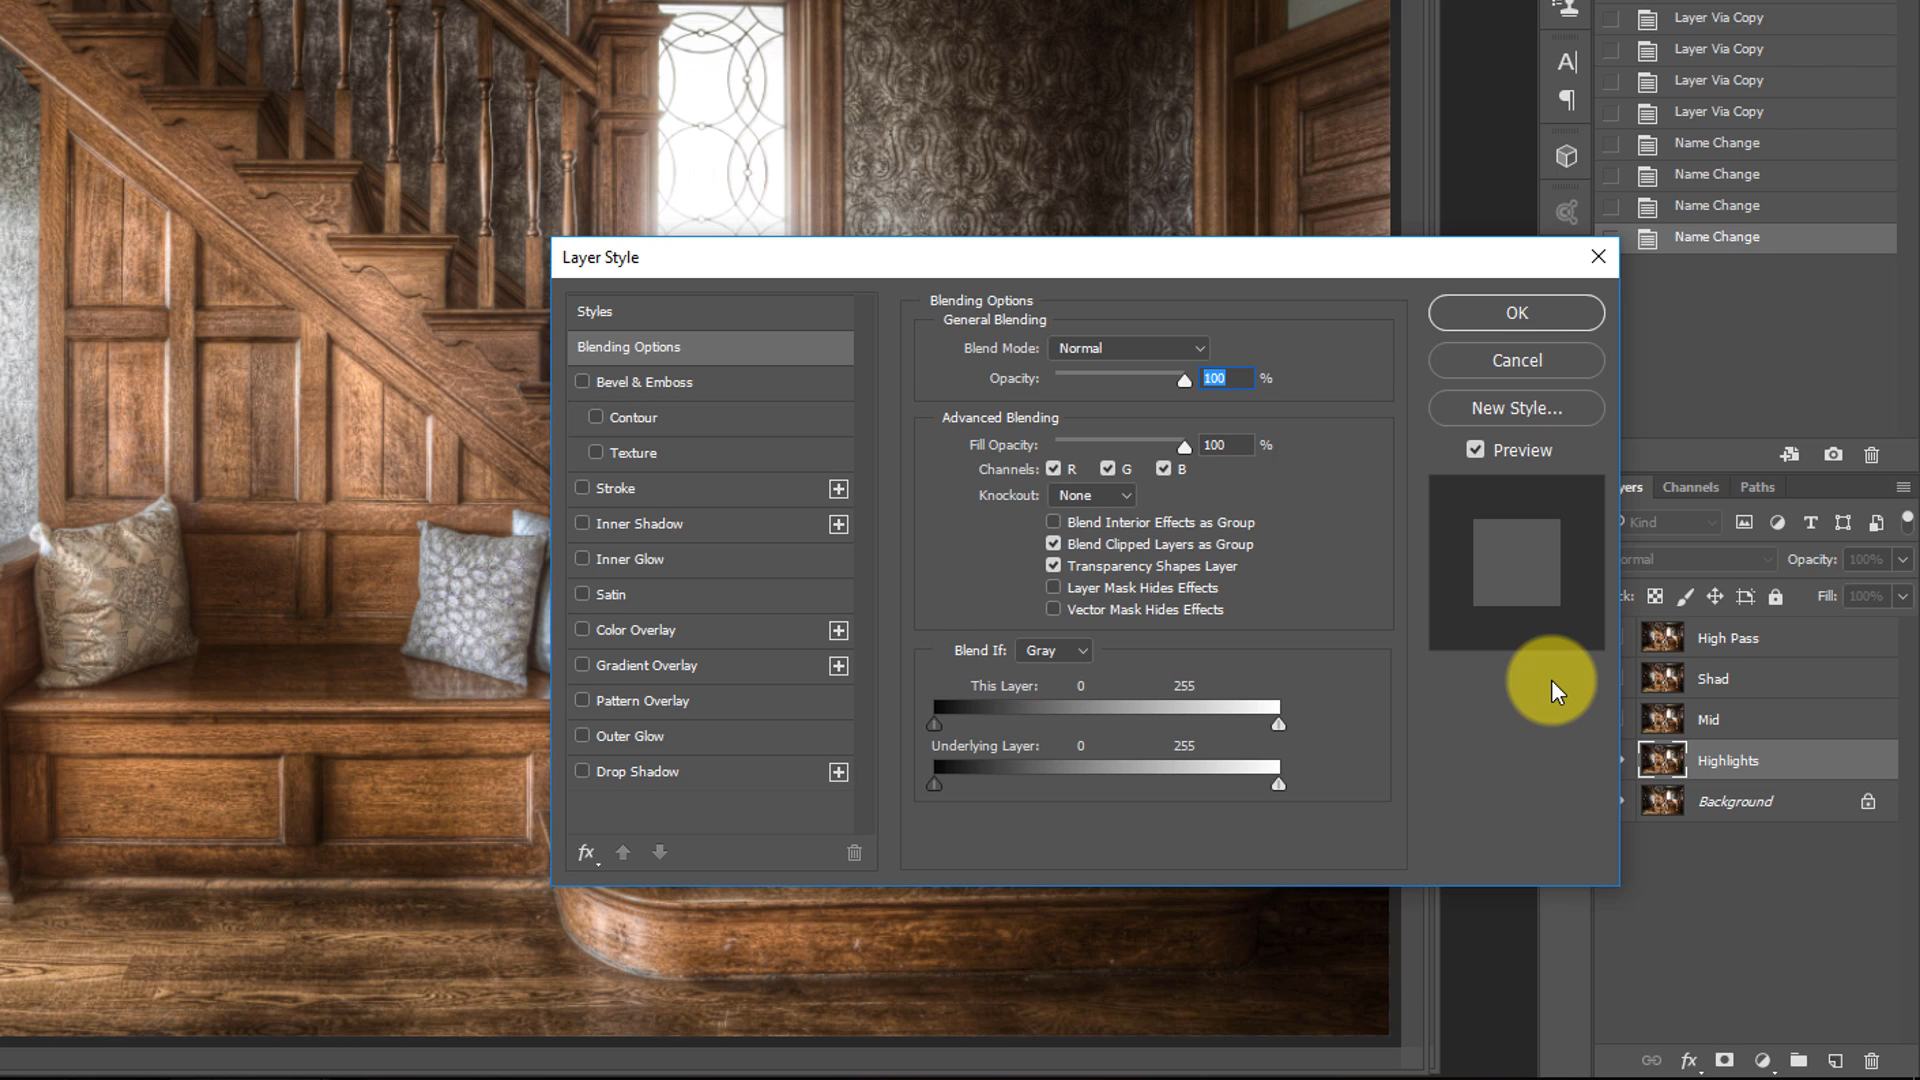 Layer Via Copy
Layer Via Copy
Layer Via Copy
Layer Via Copy
Name Change
Name Change
Name Change
Name Change
Layer Style
Styles
Blending Options
Bevel & Emboss
Contour
Texture
Stroke
Inner Shadow
Inner Glow
Satin
Color Overlay
Gradient Overlay
Pattern Overlay
Outer Glow
Drop Shadow
fx
Blending Options
General Blending
Blend Mode: Normal
Opacity: 100 %
Advanced Blending
Fill Opacity: 100 %
Channels: R G B
Knockout: None
Blend Interior Effects as Group
Blend Clipped Layers as Group
Transparency Shapes Layer
Layer Mask Hides Effects
Vector Mask Hides Effects
Blend If: Gray
This Layer: 0 255
Underlying Layer: 0 255
OK
Cancel
New Style...
Preview
yers Channels Paths
Kind
ormal Opacity: 100%
ck: Fill: 100%
High Pass
Shad
Mid
Highlights
Background
fx